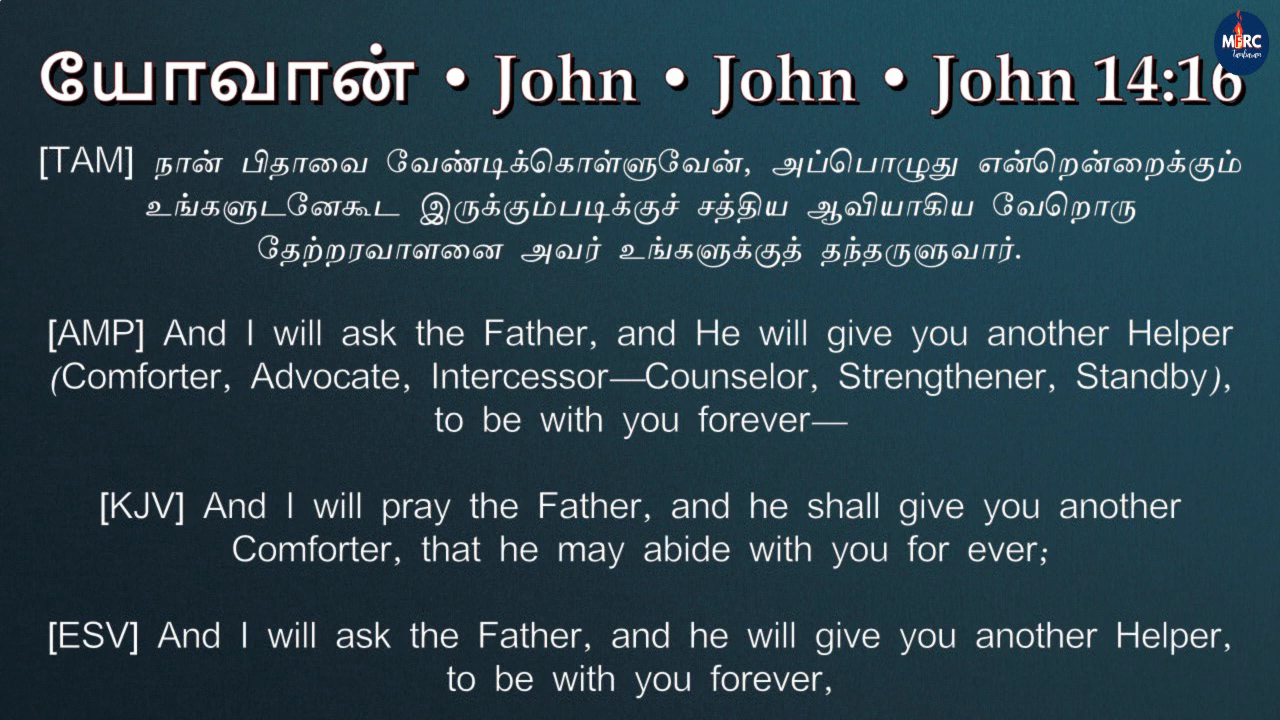 யோவான் • John • John • John 14:16
MFRC
Tamilaram
[TAM] நான் பிதாவை வேண்டிக்கொள்ளுவேன், அப்பொழுது என்றென்றைக்கும்
உங்களுடனேகூட இருக்கும்படிக்குச் சத்திய ஆவியாகிய வேறொரு
தேற்றரவாளனை அவர் உங்களுக்குத் தந்தருளுவார்.
[AMP] And I will ask the Father, and He will give you another Helper
(Comforter, Advocate, Intercessor—Counselor, Strengthener, Standby),
to be with you forever—
[KJV] And I will pray the Father, and he shall give you another
Comforter, that he may abide with you for ever;
[ESV] And I will ask the Father, and he will give you another Helper,
to be with you forever,